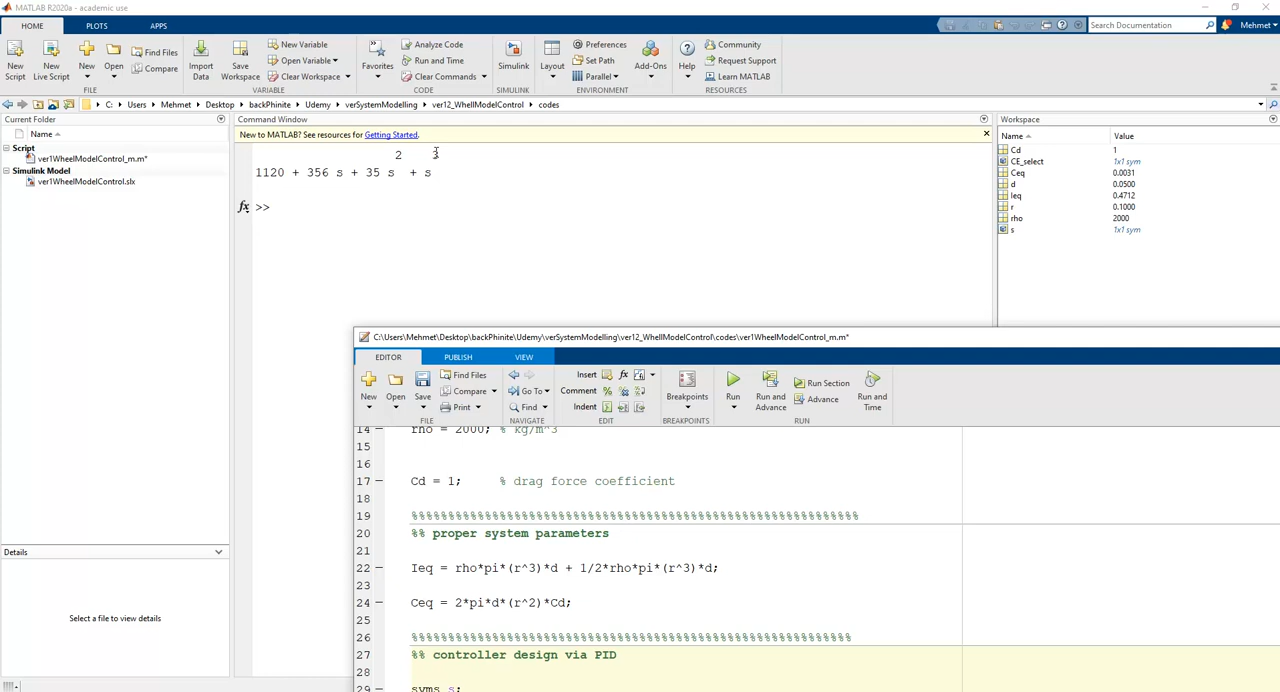 MATLAB R2020a - academic use
HOME PLOTS APPS
Search Documentation Mehmet
New Script
New Live Script
New
Open
Find Files
Compare
Import Data
Save Workspace
New Variable
Open Variable
Clear Workspace
Favorites
Analyze Code
Run and Time
Clear Commands
Simulink
Layout
Preferences
Set Path
Parallel
Add-Ons
Help
Community
Request Support
Learn MATLAB
FILE VARIABLE CODE SIMULINK ENVIRONMENT RESOURCES
C: Users Mehmet Desktop backPhinite Udemy verSystemModelling ver12_WhellModelControl codes
Current Folder
Name
Script
ver1WheelModelControl_m.m*
Simulink Model
ver1WheelModelControl.slx
Details
Select a file to view details
Command Window
New to MATLAB? See resources for Getting Started.
2 3
1120 + 356 s + 35 s + s
fx >>
Workspace
Name Value
Cd 1
CE_select 1x1 sym
Ceq 0.0031
d 0.0500
Ieq 0.4712
r 0.1000
rho 2000
s 1x1 sym
C:\Users\Mehmet\Desktop\backPhinite\Udemy\verSystemModelling\ver12_WhellModelControl\codes\ver1WheelModelControl_m.m*
EDITOR PUBLISH VIEW
New
Open
Save
Find Files
Compare
Print
Go To
Find
Insert
fx
Comment
Indent
Breakpoints
Run
Run and Advance
Run Section
Advance
Run and Time
FILE NAVIGATE EDIT BREAKPOINTS RUN
14 rho = 2000; % kg/m^3
15
16
17 Cd = 1; % drag force coefficient
18
19 %%%%%%%%%%%%%%%%%%%%%%%%%%%%%%%%%%%%%%%%%%%%%%%%%%%%%%%%%%%%%
20 %% proper system parameters
21
22 Ieq = rho*pi*(r^3)*d + 1/2*rho*pi*(r^3)*d;
23
24 Ceq = 2*pi*d*(r^2)*Cd;
25
26 %%%%%%%%%%%%%%%%%%%%%%%%%%%%%%%%%%%%%%%%%%%%%%%%%%%%%%%%%%%%
27 %% controller design via PID
28
29 syms s;